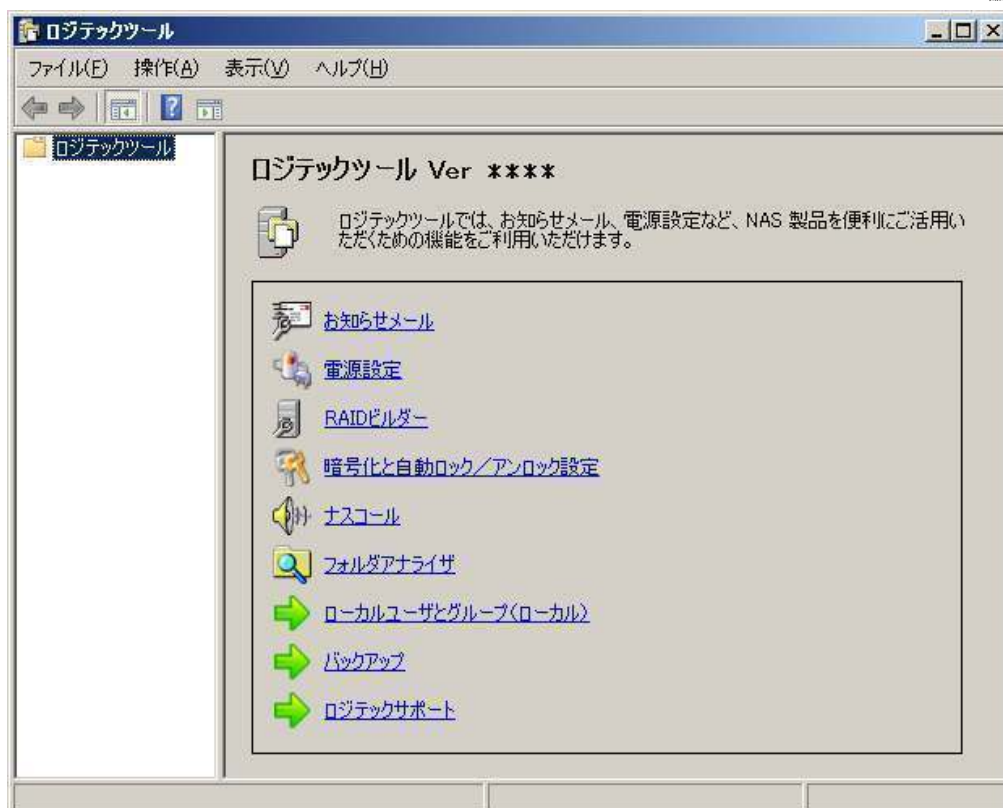 ロジテックツール
ファイル(F) 操作(A) 表示(V) ヘルプ(H)
ロジテックツール
ロジテックツール Ver ****
ロジテックツールでは、お知らせメール、電源設定など、NAS 製品を便利にご活用い
ただくための機能をご利用いただけます。
お知らせメール
電源設定
RAIDビルダー
暗号化と自動ロック／アンロック設定
ナスコール
フォルダアナライザ
ローカルユーザとグループ(ローカル)
バックアップ
ロジテックサポート